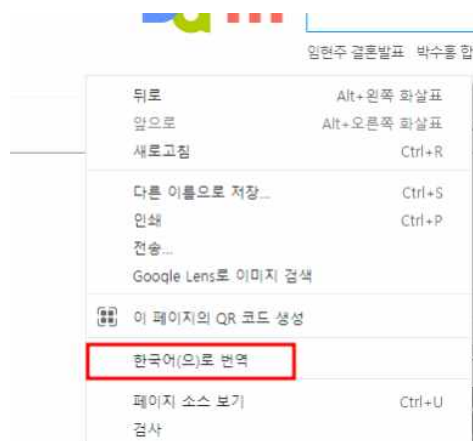 임현주 결혼발표 박수홍 합
뒤로 Alt+왼쪽 화살표
앞으로 Alt+오른쪽 화살표
새로고침 Ctrl+R
다른 이름으로 저장... Ctrl+S
인쇄 Ctrl+P
전송...
Google Lens로 이미지 검색
이 페이지의 QR 코드 생성
한국어(으)로 번역
페이지 소스 보기 Ctrl+U
검사